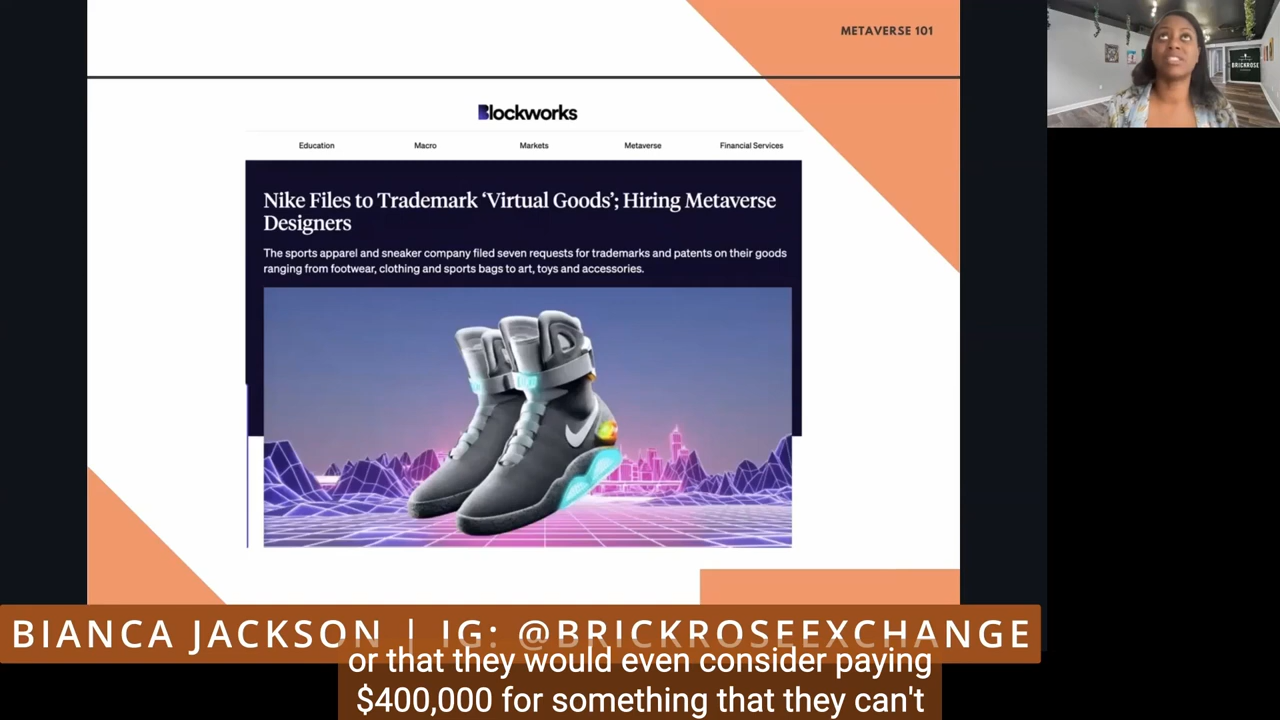 METAVERSE 101
BRICKROSE
Blockworks
Education Macro Markets Metaverse Financial Services
Nike Files to Trademark ‘Virtual Goods’; Hiring Metaverse
Designers
The sports apparel and sneaker company filed seven requests for trademarks and patents on their goods
ranging from footwear, clothing and sports bags to art, toys and accessories.
BIANCA JACKSON | IG: @BRICKROSEEXCHANGE
or that they would even consider paying
$400,000 for something that they can't